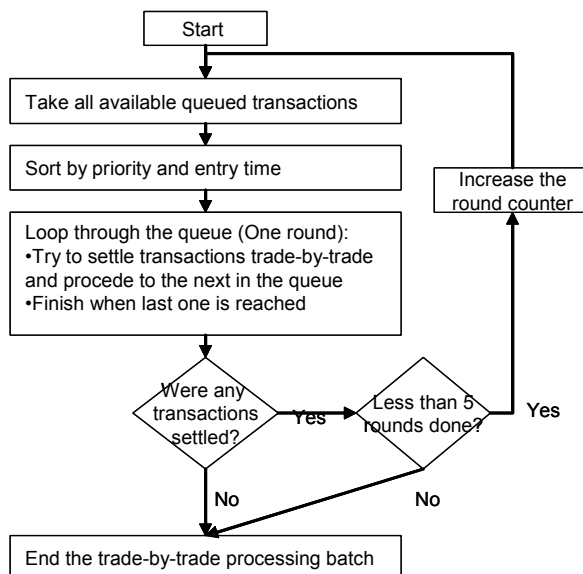 Start
Take all available queued transactions
Sort by priority and entry time
Increase the
round counter
Loop through the queue (One round):
•Try to settle transactions trade-by-trade
and procede to the next in the queue
•Finish when last one is reached
Were any
transactions
settled?
Yes
Less than 5
rounds done?
Yes
No
No
End the trade-by-trade processing batch